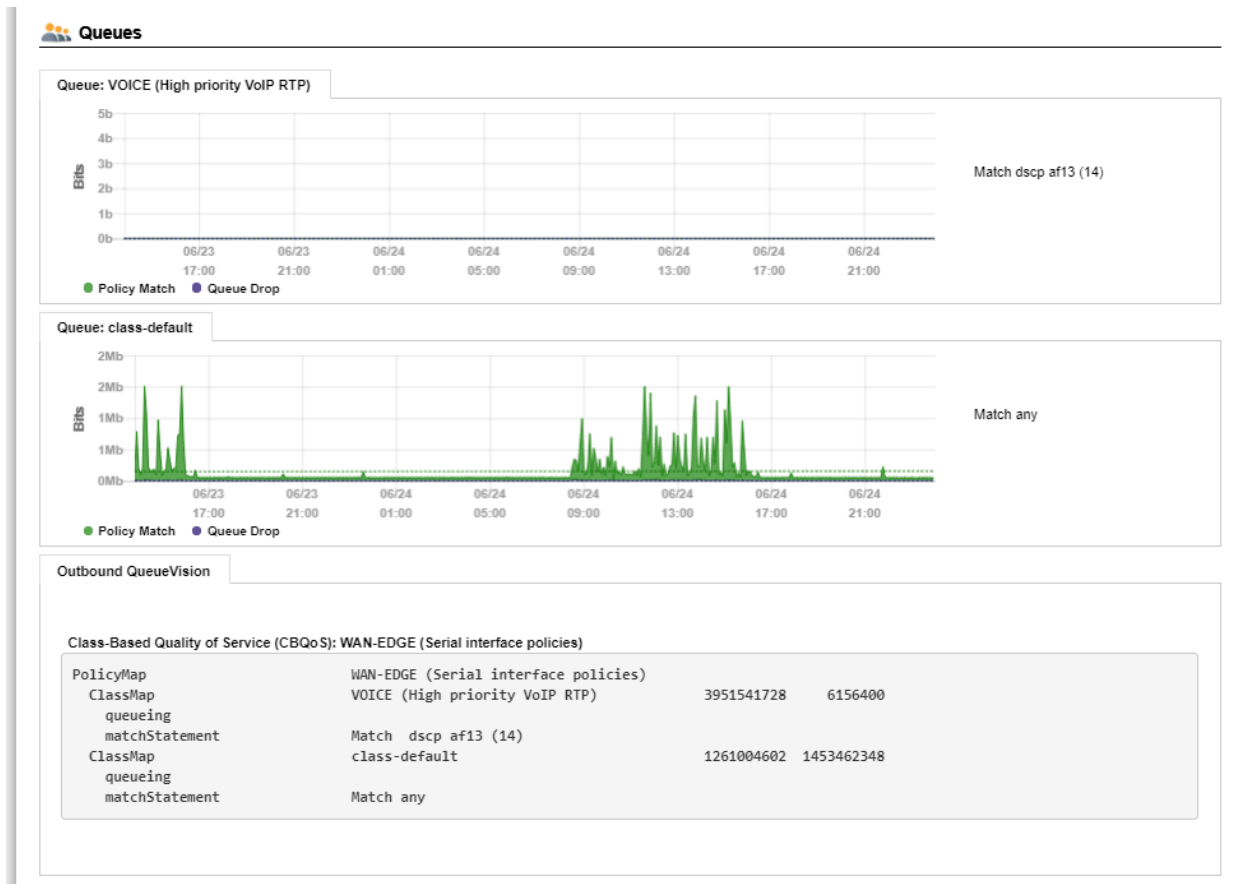 Queues
Queue: VOICE (High priority VoIP RTP)
5b
4b
3b
2b
1b
0b
Bits
06/23 06/23 06/24 06/24 06/24 06/24 06/24 06/24
17:00 21:00 01:00 05:00 09:00 13:00 17:00 21:00
Policy Match Queue Drop
Match dscp af13 (14)
Queue: class-default
2Mb
2Mb
1Mb
1Mb
0Mb
Bits
06/23 06/23 06/24 06/24 06/24 06/24 06/24 06/24
17:00 21:00 01:00 05:00 09:00 13:00 17:00 21:00
Policy Match Queue Drop
Match any
Outbound QueueVision
Class-Based Quality of Service (CBQoS): WAN-EDGE (Serial interface policies)
PolicyMap WAN-EDGE (Serial interface policies)
ClassMap VOICE (High priority VoIP RTP) 3951541728 6156400
queueing
matchStatement Match dscp af13 (14)
ClassMap class-default 1261004602 1453462348
queueing
matchStatement Match any